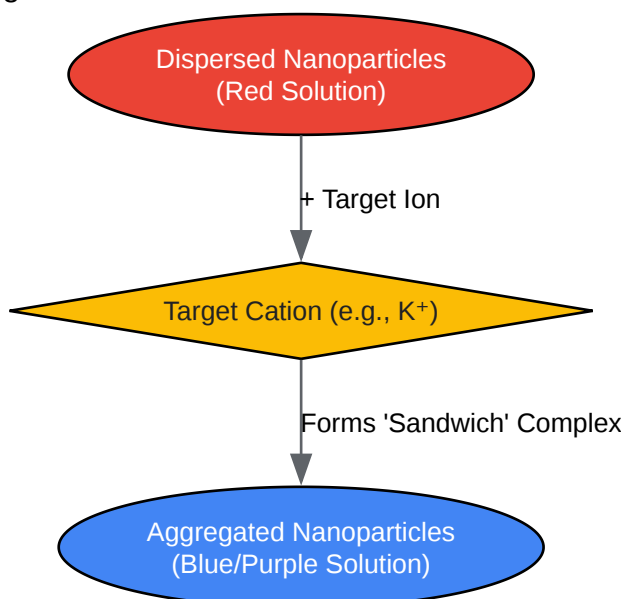 Dispersed Nanoparticles
(Red Solution)
+ Target Ion
Target Cation (e.g., K⁺)
Forms 'Sandwich' Complex
Aggregated Nanoparticles
(Blue/Purple Solution)